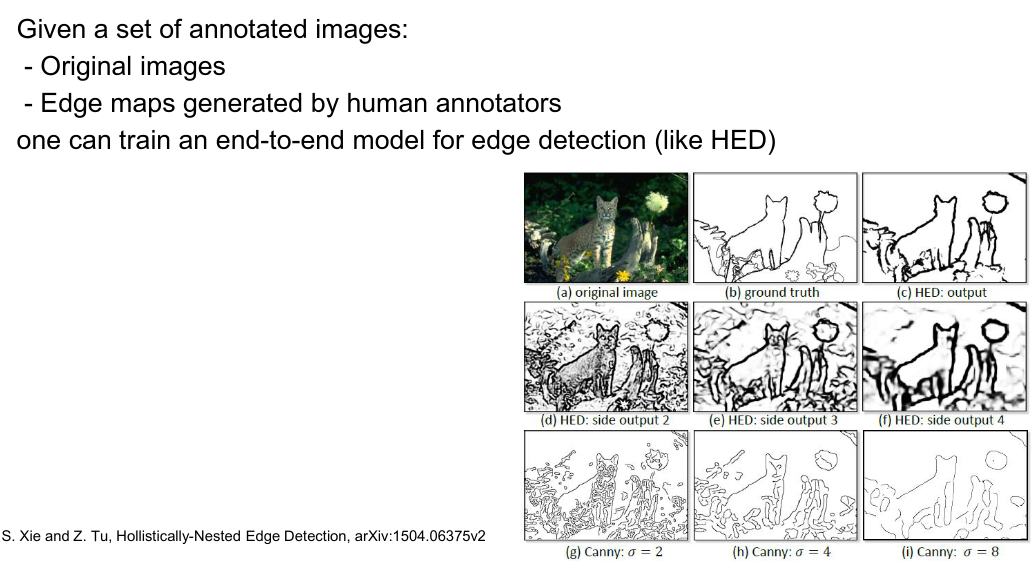 Given a set of annotated images:
- Original images
- Edge maps generated by human annotators
one can train an end-to-end model for edge detection (like HED)
(a) original image
(b) ground truth
(c) HED: output
(d) HED: side output 2
(e) HED: side output 3
(f) HED: side output 4
(g) Canny: σ = 2
(h) Canny: σ = 4
(i) Canny: σ = 8
S. Xie and Z. Tu, Hollistically-Nested Edge Detection, arXiv:1504.06375v2